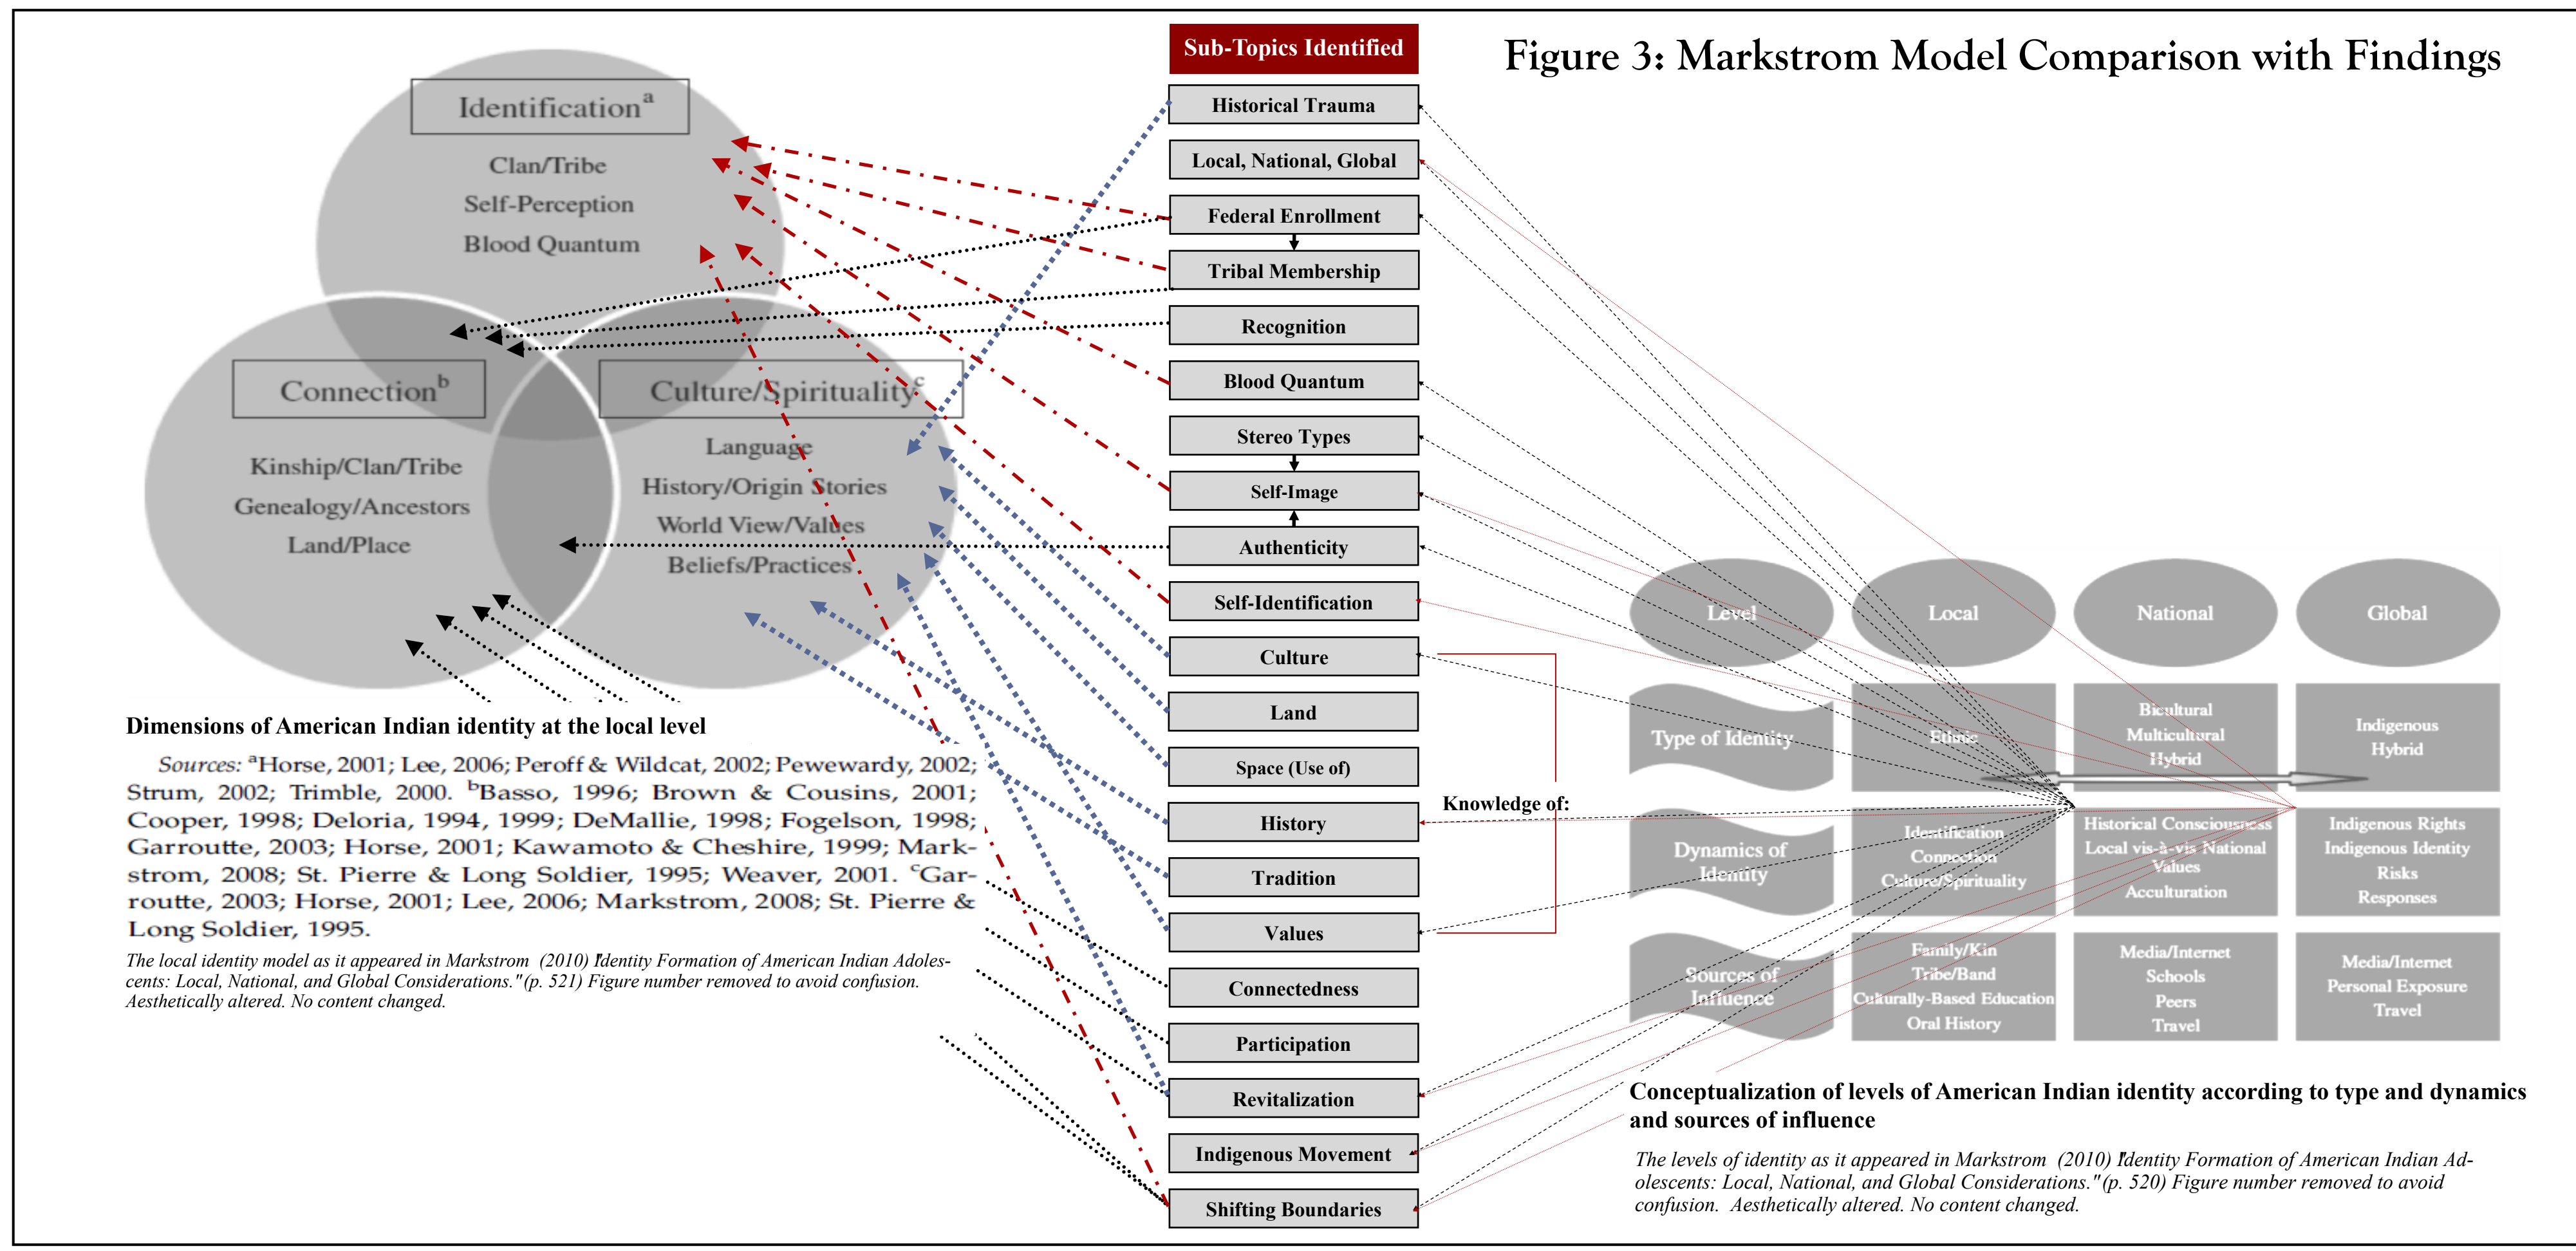 Figure 3: Markstrom Model Comparison with Findings
Identificationa
Clan/Tribe
Self-Perception
Blood Quantum
Connectionb
Kinship/Clan/Tribe
Genealogy/Ancestors
Land/Place
Culture/Spiritualityc
Language
History/Origin Stories
World View/Values
Beliefs/Practices
Dimensions of American Indian identity at the local level
Sources: aHorse, 2001; Lee, 2006; Peroff & Wildcat, 2002; Pewewardy, 2002;
Strum, 2002; Trimble, 2000. bBasso, 1996; Brown & Cousins, 2001;
Cooper, 1998; Deloria, 1994, 1999; DeMallie, 1998; Fogelson, 1998;
Garroutte, 2003; Horse, 2001; Kawamoto & Cheshire, 1999; Mark-
strom, 2008; St. Pierre & Long Soldier, 1995; Weaver, 2001. cGar-
routte, 2003; Horse, 2001; Lee, 2006; Markstrom, 2008; St. Pierre &
Long Soldier, 1995.
The local identity model as it appeared in Markstrom (2010) "Identity Formation of American Indian Adoles-
cents: Local, National, and Global Considerations." (p. 521) Figure number removed to avoid confusion.
Aesthetically altered. No content changed.
Sub-Topics Identified
Historical Trauma
Local, National, Global
Federal Enrollment
Tribal Membership
Recognition
Blood Quantum
Stereo Types
Self-Image
Authenticity
Self-Identification
Culture
Land
Space (Use of)
History
Tradition
Values
Connectedness
Participation
Revitalization
Indigenous Movement
Shifting Boundaries
Knowledge of:
Level
Local
National
Global
Type of Identity
Ethnic
Bicultural
Multicultural
Hybrid
Indigenous
Hybrid
Dynamics of
Identity
Identification
Connection
Culture/Spirituality
Historical Consciousness
Local vis-à-vis National
Values
Acculturation
Indigenous Rights
Indigenous Identity
Risks
Responses
Sources of
Influence
Family/Kin
Tribe/Band
Culturally-Based Education
Oral History
Media/Internet
Schools
Peers
Travel
Media/Internet
Personal Exposure
Travel
Conceptualization of levels of American Indian identity according to type and dynamics
and sources of influence
The levels of identity as it appeared in Markstrom (2010) "Identity Formation of American Indian Ad-
olescents: Local, National, and Global Considerations." (p. 520) Figure number removed to avoid
confusion. Aesthetically altered. No content changed.